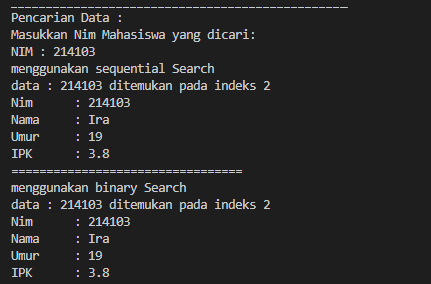 ________________________________________________
Pencarian Data :
Masukkan Nim Mahasiswa yang dicari:
NIM : 214103
menggunakan sequential Search
data : 214103 ditemukan pada indeks 2
Nim      : 214103
Nama     : Ira
Umur     : 19
IPK      : 3.8
=================================
menggunakan binary Search
data : 214103 ditemukan pada indeks 2
Nim      : 214103
Nama     : Ira
Umur     : 19
IPK      : 3.8